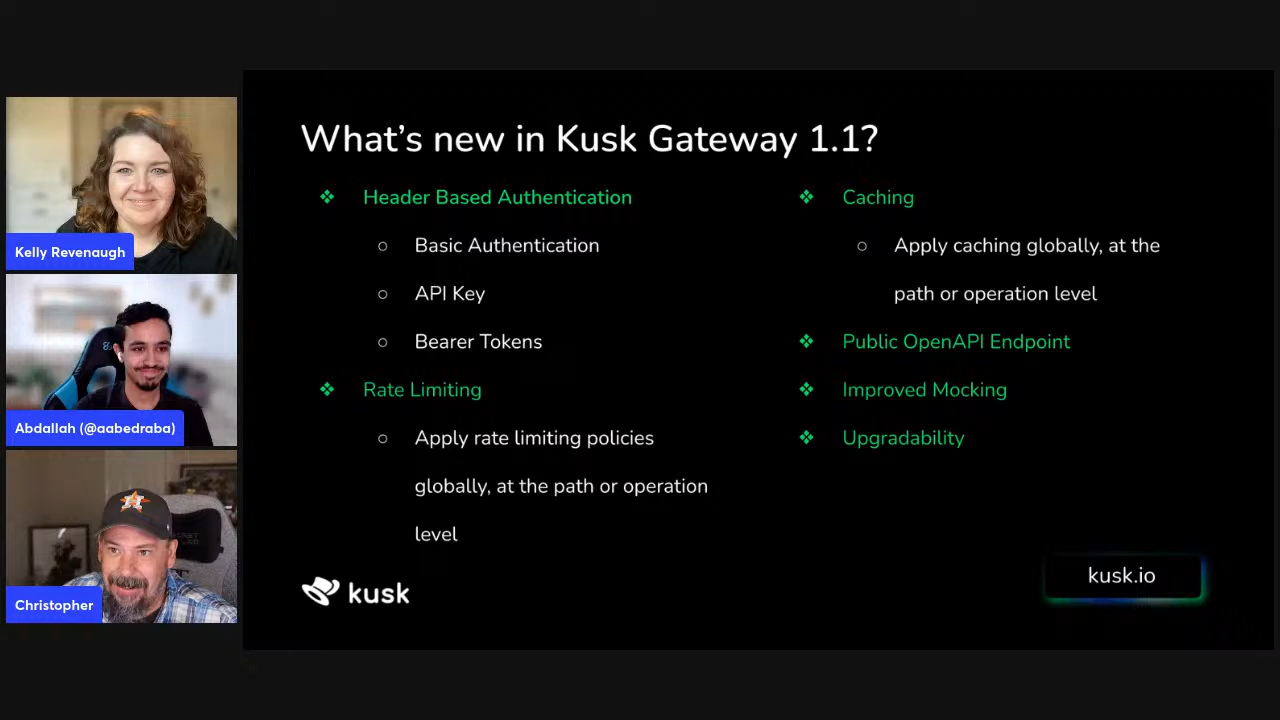 What's new in Kusk Gateway 1.1?
Header Based Authentication
Basic Authentication
API Key
Bearer Tokens
Rate Limiting
Apply rate limiting policies
globally, at the path or operation
level
Caching
Apply caching globally, at the
path or operation level
Public OpenAPI Endpoint
Improved Mocking
Upgradability
kusk
kusk.io
Kelly Revenaugh
Abdallah (@aabedraba)
Christopher